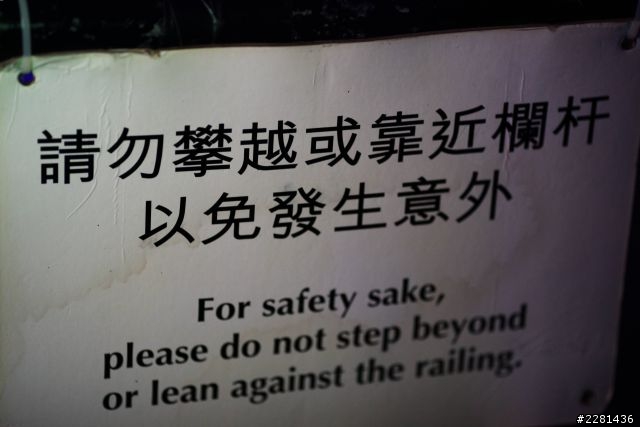 請勿攀越或靠近欄杆
以免發生意外
For safety sake,
please do not step beyond
or lean against the railing.
#2281436